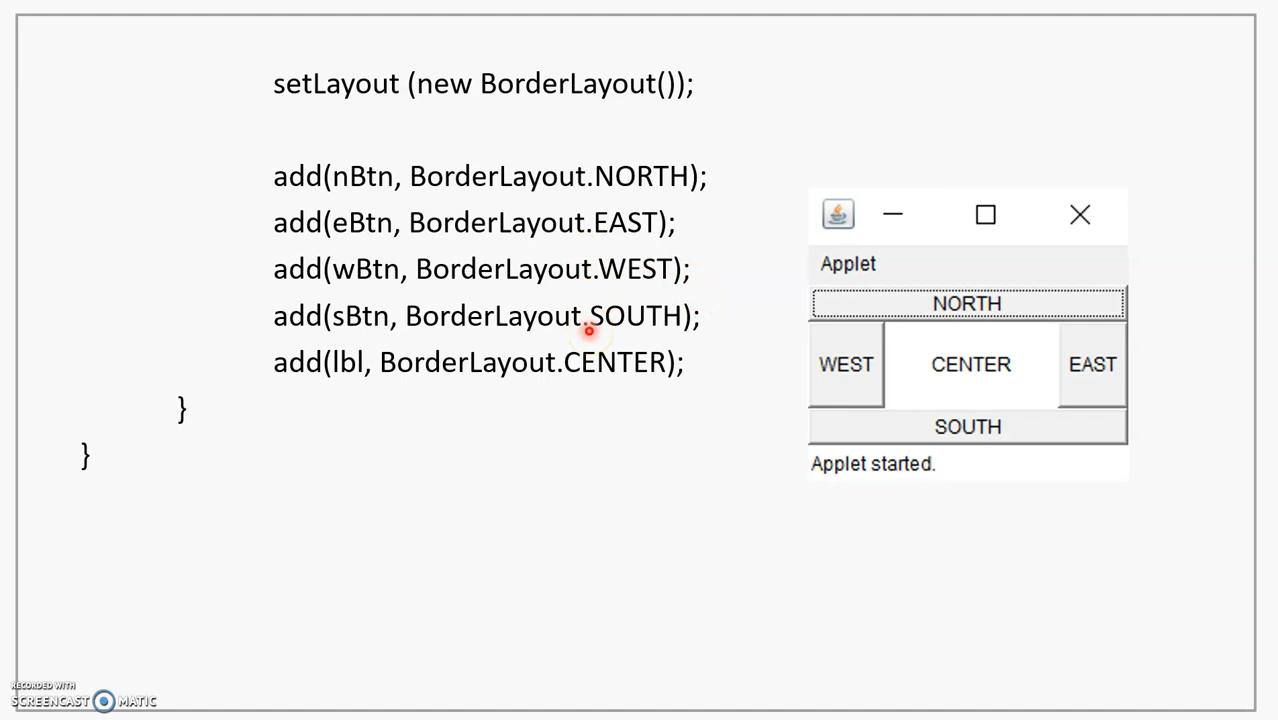 setLayout (new BorderLayout());
add(nBtn, BorderLayout.NORTH);
add(eBtn, BorderLayout.EAST);
add(wBtn, BorderLayout.WEST);
add(sBtn, BorderLayout.SOUTH);
add(lbl, BorderLayout.CENTER);
}
}
Applet
NORTH
WEST CENTER EAST
SOUTH
Applet started.
RECORDED WITH
SCREENCAST MATIC